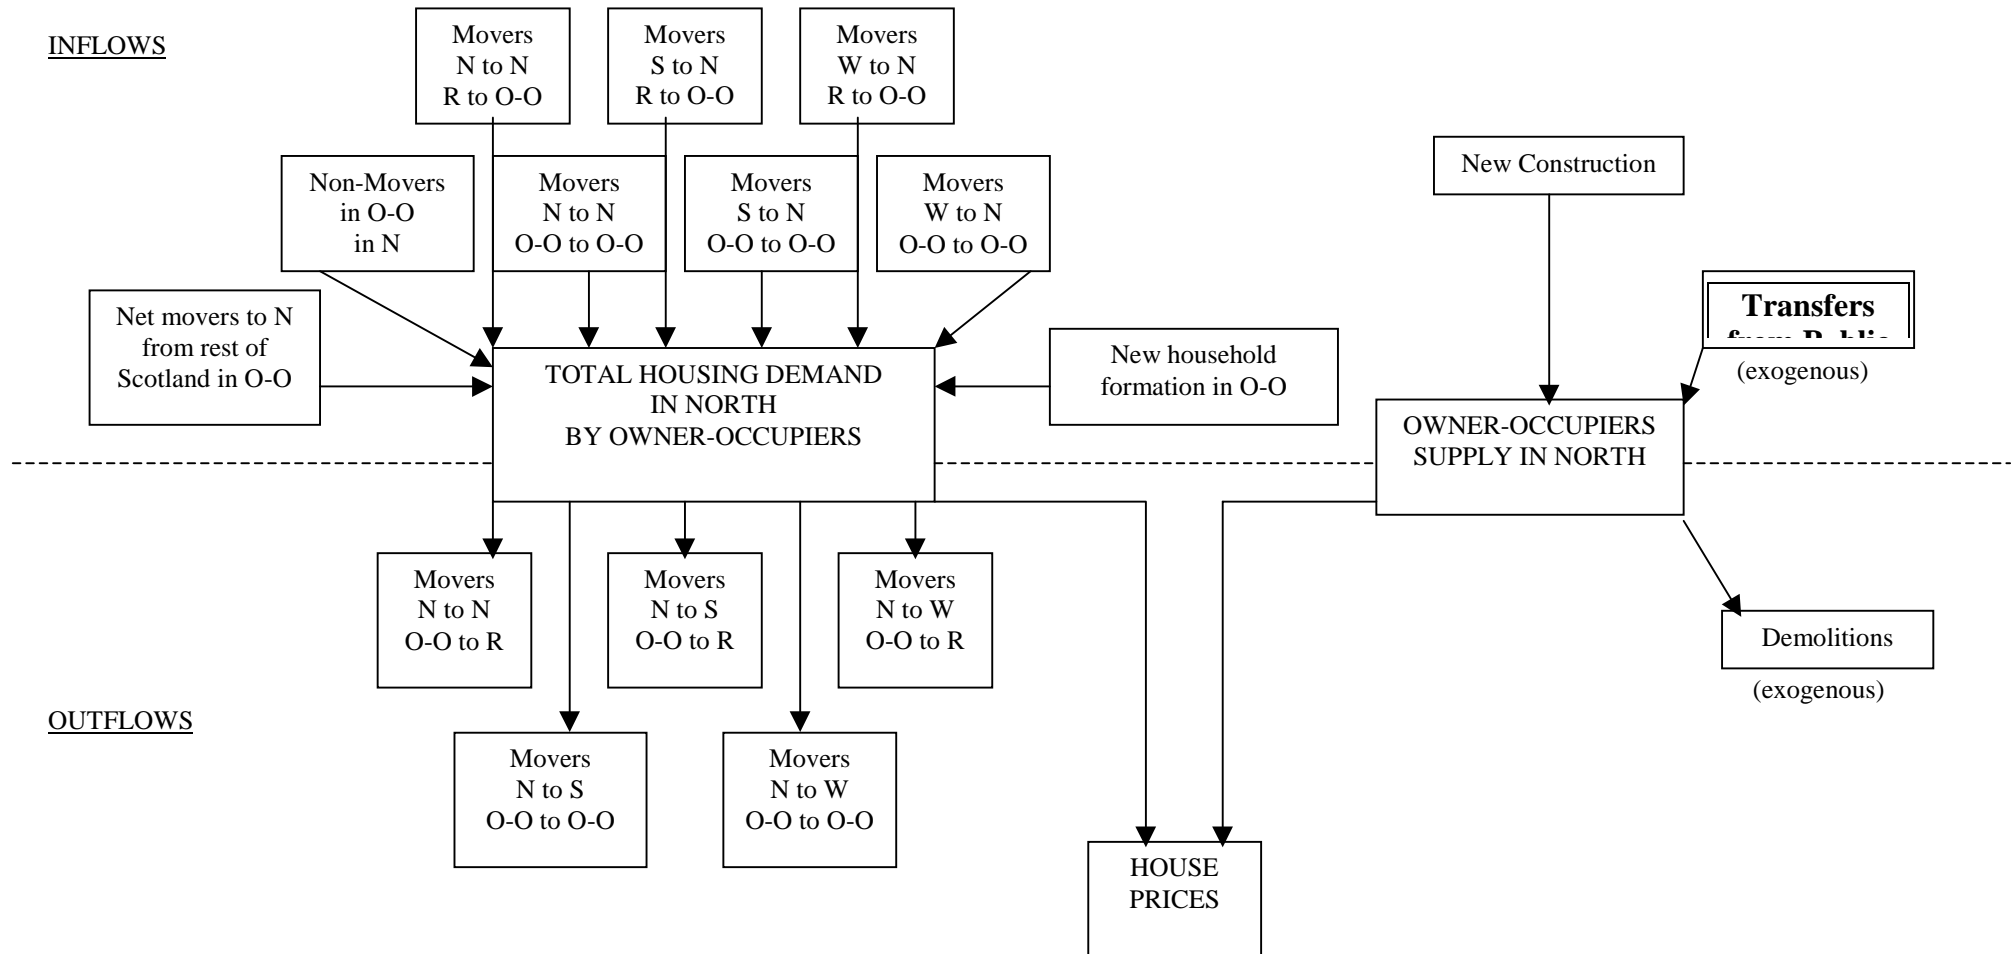 INFLOWS
Movers
N to N
R to O-O
Movers
S to N
R to O-O
Movers
W to N
R to O-O
New Construction
Non-Movers
in O-O
in N
Movers
N to N
O-O to O-O
Movers
S to N
O-O to O-O
Movers
W to N
O-O to O-O
Transfers
from Public
(exogenous)
Net movers to N
from rest of
Scotland in O-O
TOTAL HOUSING DEMAND
IN NORTH
BY OWNER-OCCUPIERS
New household
formation in O-O
OWNER-OCCUPIERS
SUPPLY IN NORTH
Movers
N to N
O-O to R
Movers
N to S
O-O to R
Movers
N to W
O-O to R
Demolitions
(exogenous)
OUTFLOWS
Movers
N to S
O-O to O-O
Movers
N to W
O-O to O-O
HOUSE
PRICES